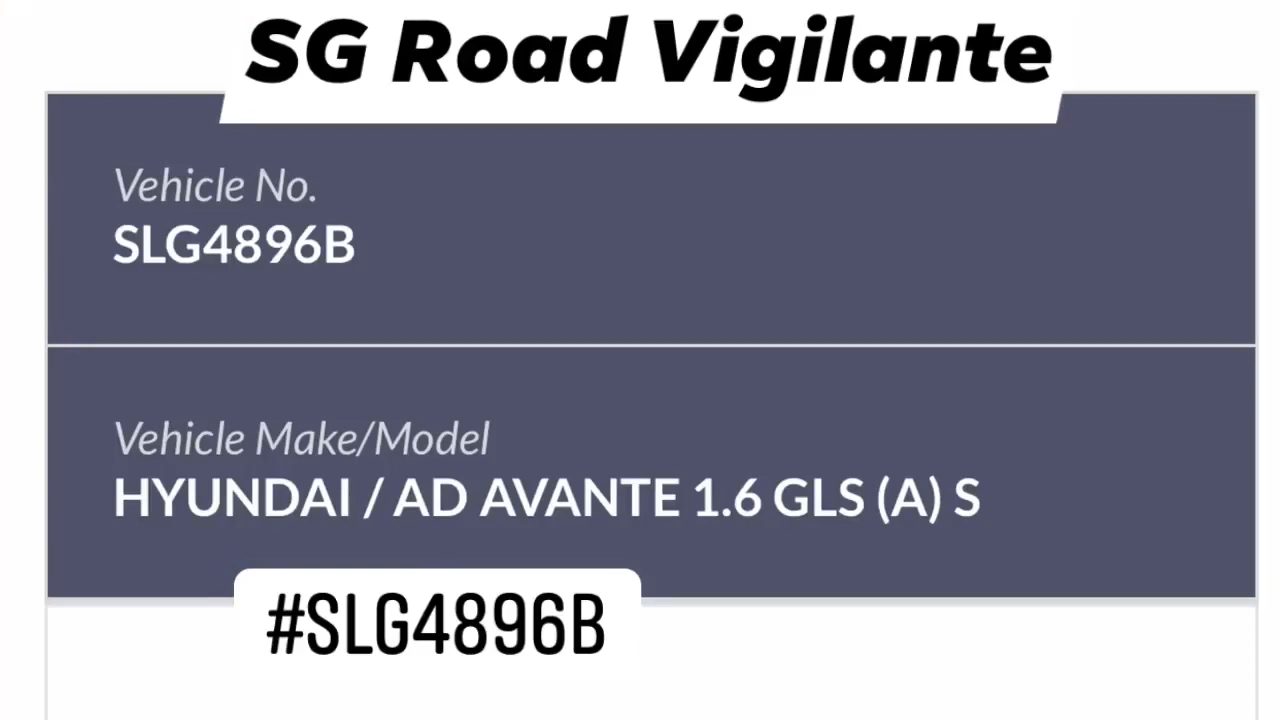 SG Road Vigilante
Vehicle No.
SLG4896B
Vehicle Make/Model
HYUNDAI / AD AVANTE 1.6 GLS (A) S
#SLG4896B